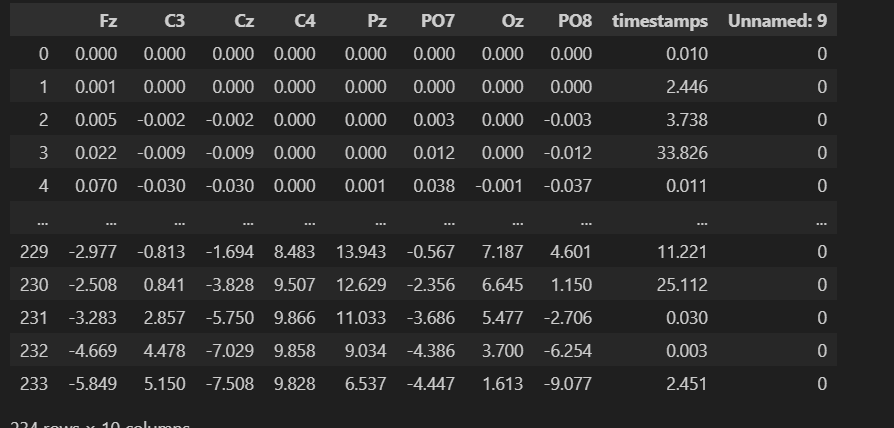 Fz C3 Cz C4 Pz PO7 Oz PO8 timestamps Unnamed: 9
0 0.000 0.000 0.000 0.000 0.000 0.000 0.000 0.000 0.010 0
1 0.001 0.000 0.000 0.000 0.000 0.000 0.000 0.000 2.446 0
2 0.005 -0.002 -0.002 0.000 0.000 0.003 0.000 -0.003 3.738 0
3 0.022 -0.009 -0.009 0.000 0.000 0.012 0.000 -0.012 33.826 0
4 0.070 -0.030 -0.030 0.000 0.001 0.038 -0.001 -0.037 0.011 0
... ... ... ... ... ... ... ... ... ... ...
229 -2.977 -0.813 -1.694 8.483 13.943 -0.567 7.187 4.601 11.221 0
230 -2.508 0.841 -3.828 9.507 12.629 -2.356 6.645 1.150 25.112 0
231 -3.283 2.857 -5.750 9.866 11.033 -3.686 5.477 -2.706 0.030 0
232 -4.669 4.478 -7.029 9.858 9.034 -4.386 3.700 -6.254 0.003 0
233 -5.849 5.150 -7.508 9.828 6.537 -4.447 1.613 -9.077 2.451 0
234 rows × 10 columns